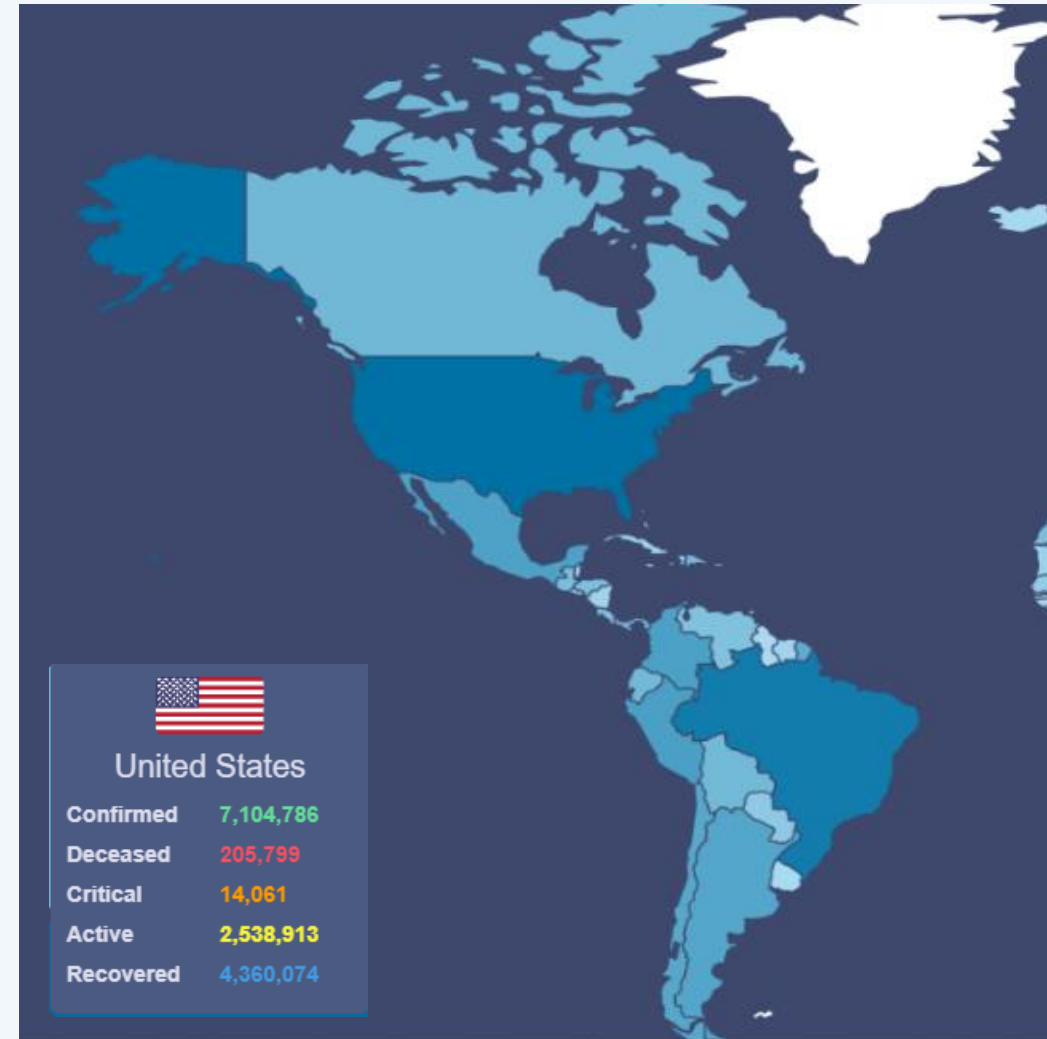 United States
Confirmed 7,104,786
Deceased 205,799
Critical 14,061
Active 2,538,913
Recovered 4,360,074